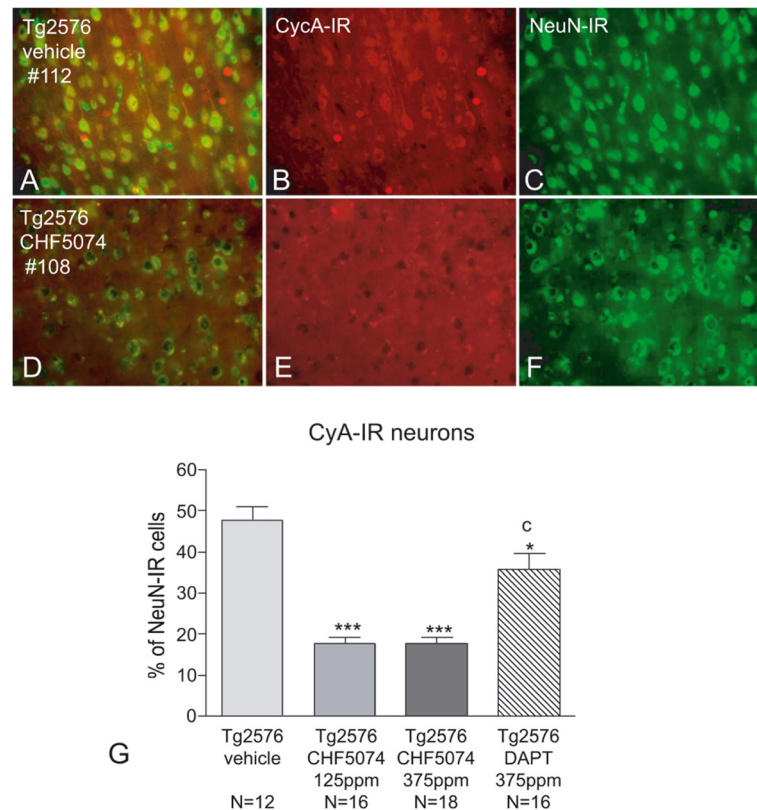 Tg2576
vehicle
#112
CycA-IR
NeuN-IR
A
B
C
Tg2576
CHF5074
#108
D
E
F
CyA-IR neurons
% of NeuN-IR cells
60
50
40
30
20
10
0
***
***
c
*
G
Tg2576
vehicle
N=12
Tg2576
CHF5074
125ppm
N=16
Tg2576
CHF5074
375ppm
N=18
Tg2576
DAPT
375ppm
N=16